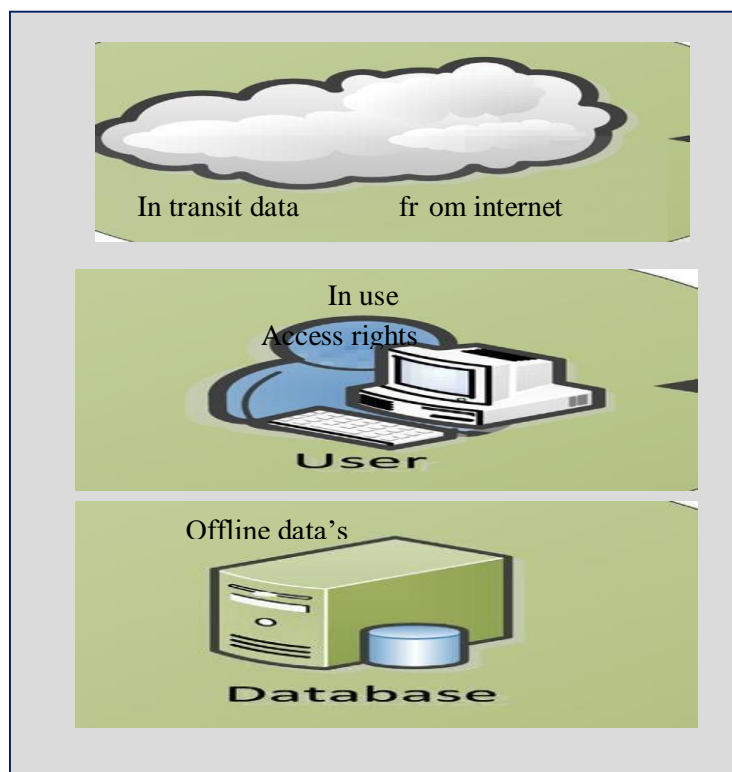 In transit data fr om internet
In use
Access rights
User
Offline data’s
Database